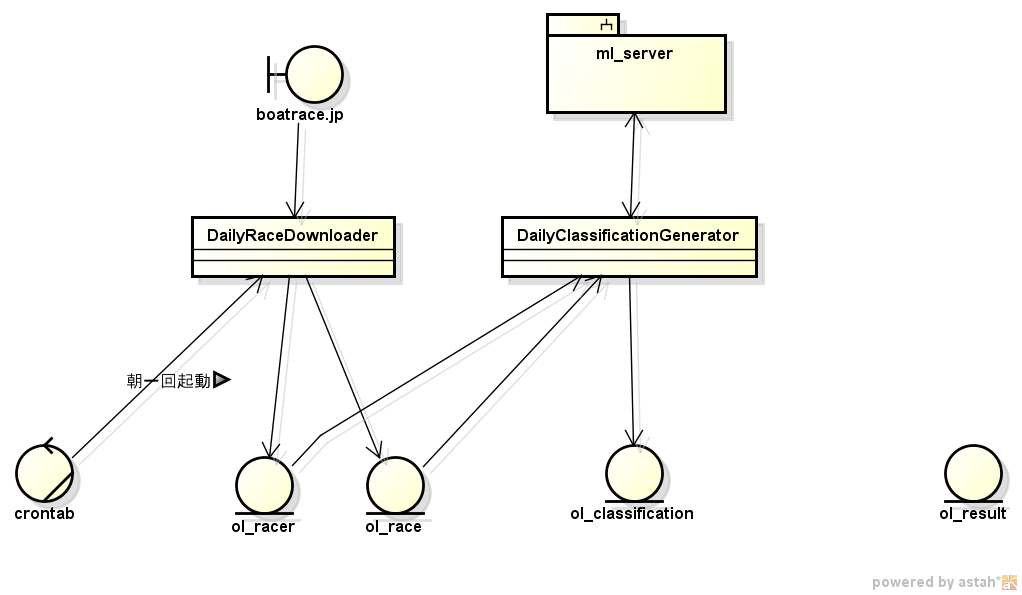 boatrace.jp
ml_server
DailyRaceDownloader
DailyClassificationGenerator
朝一回起動
crontab
ol_racer
ol_race
ol_classification
ol_result
powered by astah*